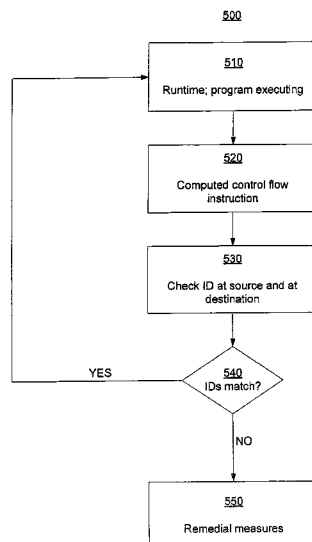 500
510
Runtime; program executing
520
Computed control flow
instruction
530
Check ID at source and at
destination
540
IDs match?
YES
NO
550
Remedial measures